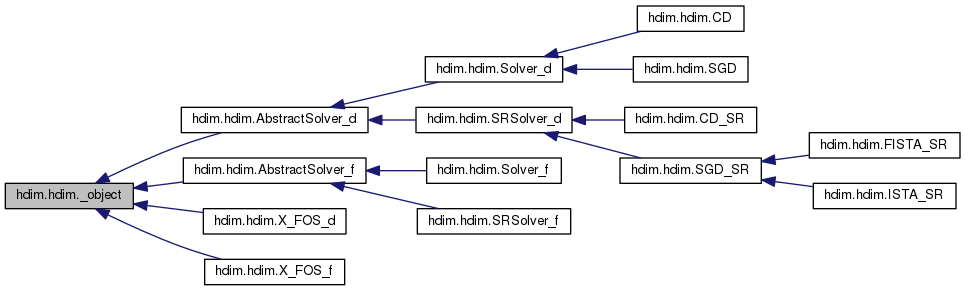 hdim.hdim.CD
hdim.hdim.Solver_d
hdim.hdim.SGD
hdim.hdim.AbstractSolver_d
hdim.hdim.SRSolver_d
hdim.hdim.CD_SR
hdim.hdim.FISTA_SR
hdim.hdim.AbstractSolver_f
hdim.hdim.Solver_f
hdim.hdim.SGD_SR
hdim.hdim._object
hdim.hdim.ISTA_SR
hdim.hdim.X_FOS_d
hdim.hdim.SRSolver_f
hdim.hdim.X_FOS_f